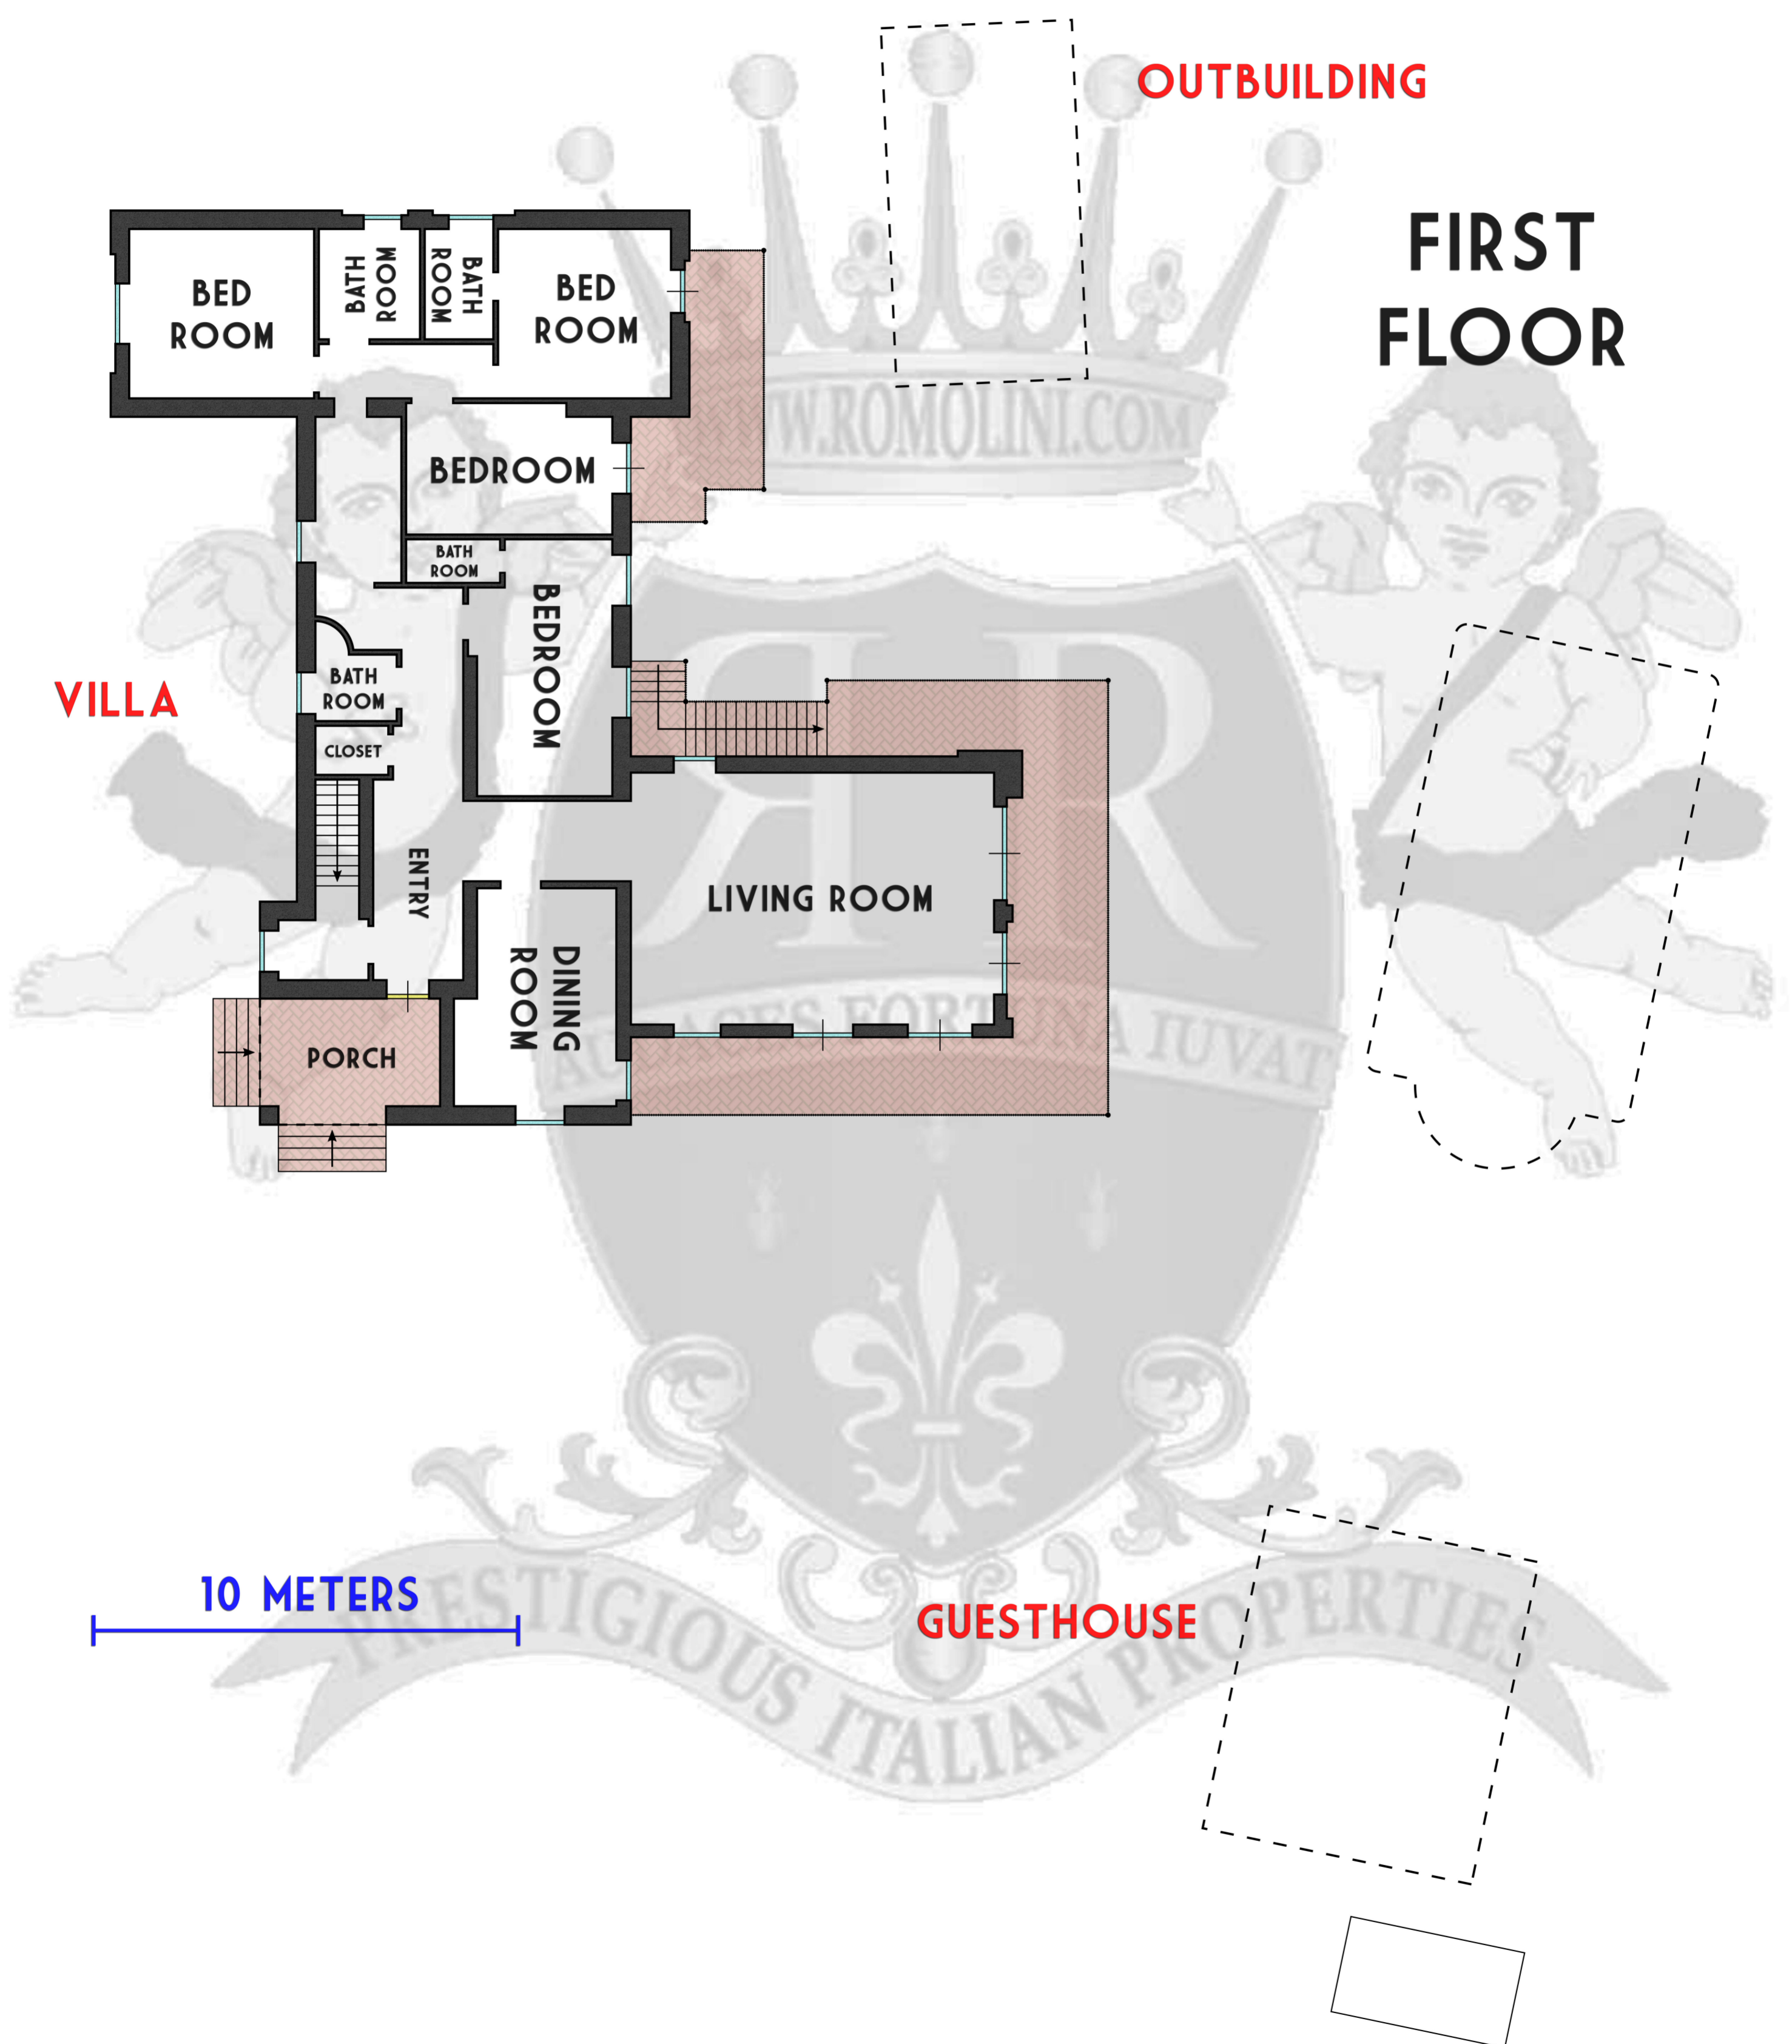 OUTBUILDING
FIRST
FLOOR
BED
ROOM
BATH
ROOM
BATH
ROOM
BED
ROOM
W.ROMOLINI.COM
BEDROOM
BATH
ROOM
BEDROOM
VILLA
BATH
ROOM
CLOSET
ENTRY
LIVING ROOM
R R
DINING
ROOM
PORCH
IUVAT
10 METERS
GUESTHOUSE
PRESTIGIOUS ITALIAN PROPERTIES